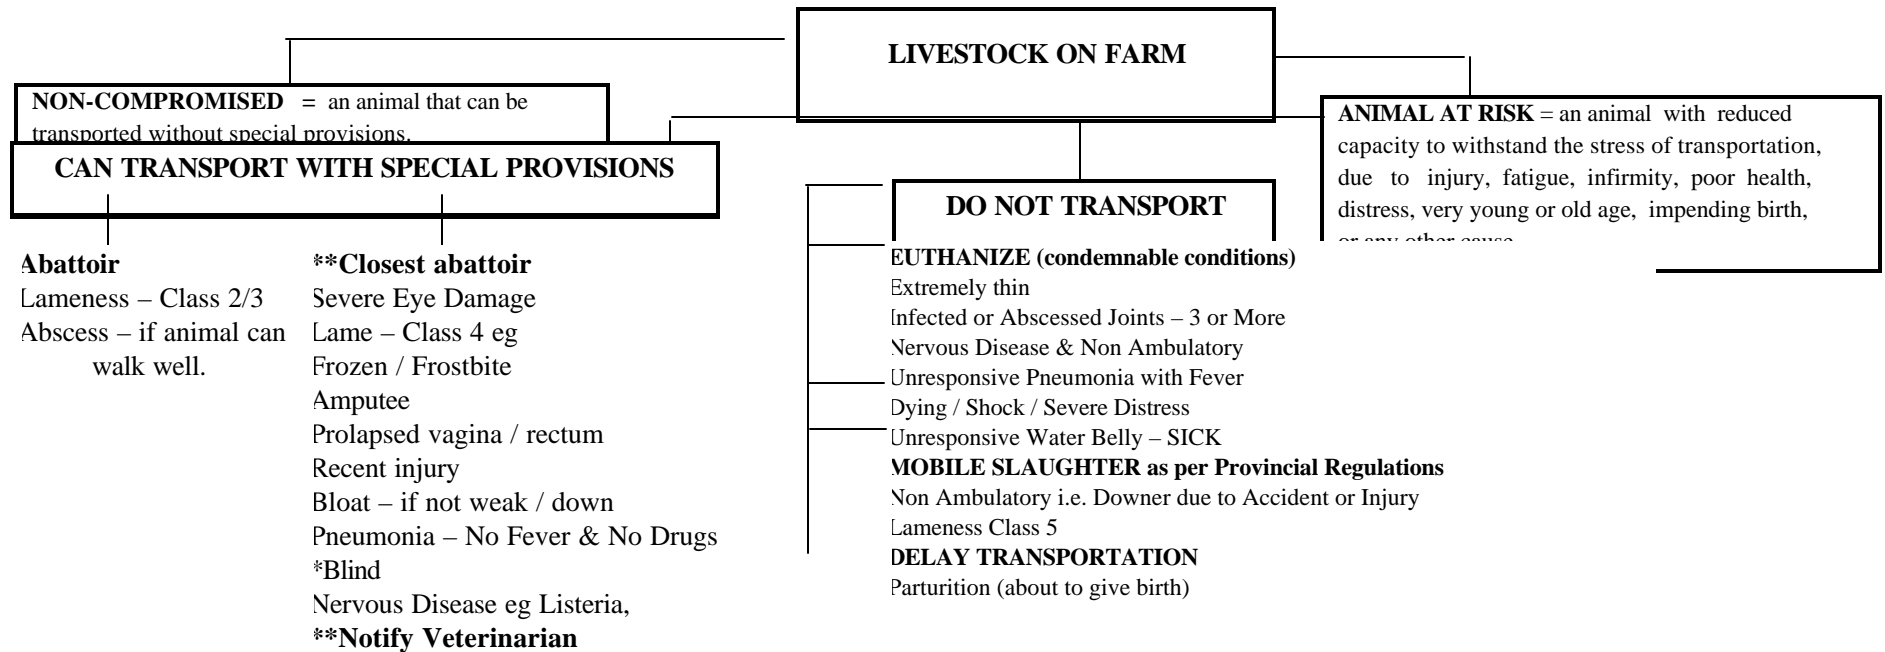 LIVESTOCK ON FARM
NON-COMPROMISED = an animal that can be
transported without special provisions.
ANIMAL AT RISK = an animal with reduced
capacity to withstand the stress of transportation,
due to injury, fatigue, infirmity, poor health,
distress, very young or old age, impending birth,
or any other cause
CAN TRANSPORT WITH SPECIAL PROVISIONS
Abattoir
Lameness – Class 2/3
Abscess – if animal can
walk well.
**Closest abattoir
Severe Eye Damage
Lame – Class 4 eg
Frozen / Frostbite
Amputee
Prolapsed vagina / rectum
Recent injury
Bloat – if not weak / down
Pneumonia – No Fever & No Drugs
*Blind
Nervous Disease eg Listeria,
**Notify Veterinarian
DO NOT TRANSPORT
EUTHANIZE (condemnable conditions)
Extremely thin
Infected or Abscessed Joints – 3 or More
Nervous Disease & Non Ambulatory
Unresponsive Pneumonia with Fever
Dying / Shock / Severe Distress
Unresponsive Water Belly – SICK
MOBILE SLAUGHTER as per Provincial Regulations
Non Ambulatory i.e. Downer due to Accident or Injury
Lameness Class 5
DELAY TRANSPORTATION
Parturition (about to give birth)